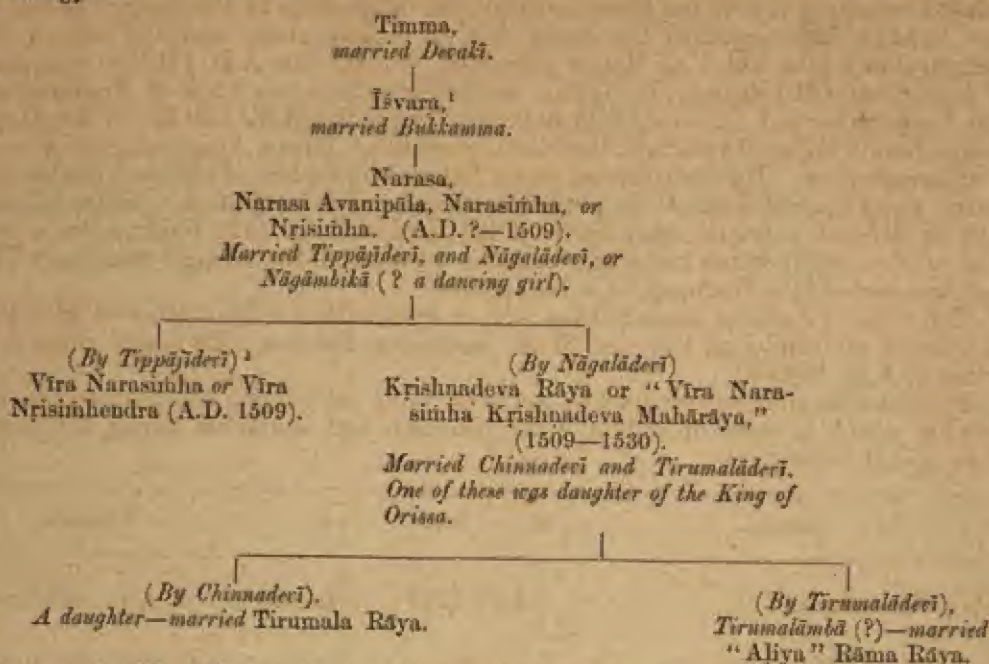 Timma,
married Devakī.
Īśvara,¹
married Bukkamma.
Narasa,
Narasa Avanipāla, Narasiṁha, or
Nṛisiṁha. (A.D. ?—1509).
Married Tippājīdevī, and Nāgalādevī, or
Nāgāmbikā (? a dancing girl).
(By Tippājīdevī)²
Vīra Narasiṁha or Vīra
Nṛisiṁhendra (A.D. 1509).
(By Nāgalādevī)
Kṛishṇadeva Rāya or “Vīra Nara-
siṁha Kṛishṇadeva Mahārāya,”
(1509—1530).
Married Chinnadevī and Tirumalādevī.
One of these was daughter of the King of
Orissa.
(By Chinnadevī).
A daughter—married Tirumala Rāya.
(By Tirumalādevī),
Tirumalāmbā (?)—married
“Aliya” Rāma Rāya.